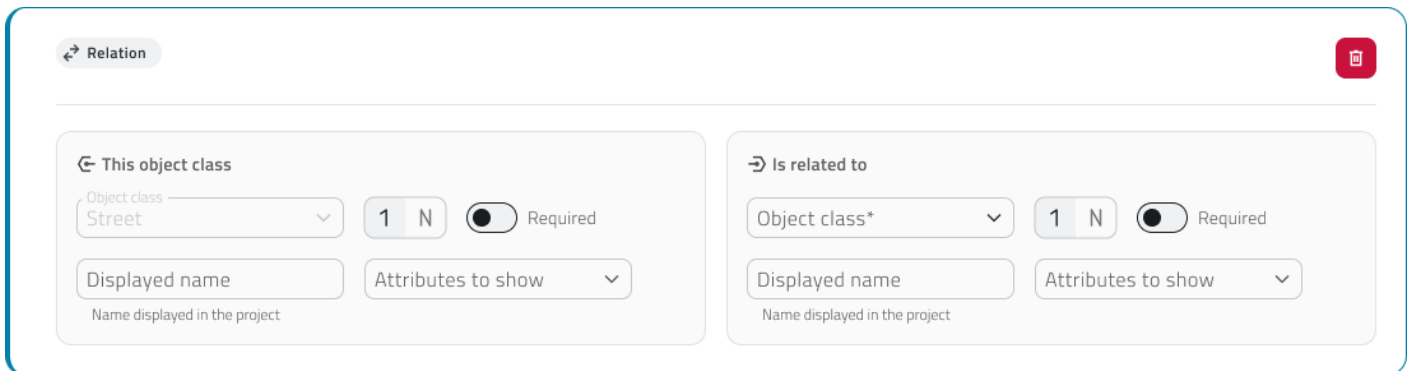 Relation
This object class
Object class
Street
1 N
Required
Displayed name
Attributes to show
Name displayed in the project
Is related to
Object class*
1 N
Required
Displayed name
Attributes to show
Name displayed in the project